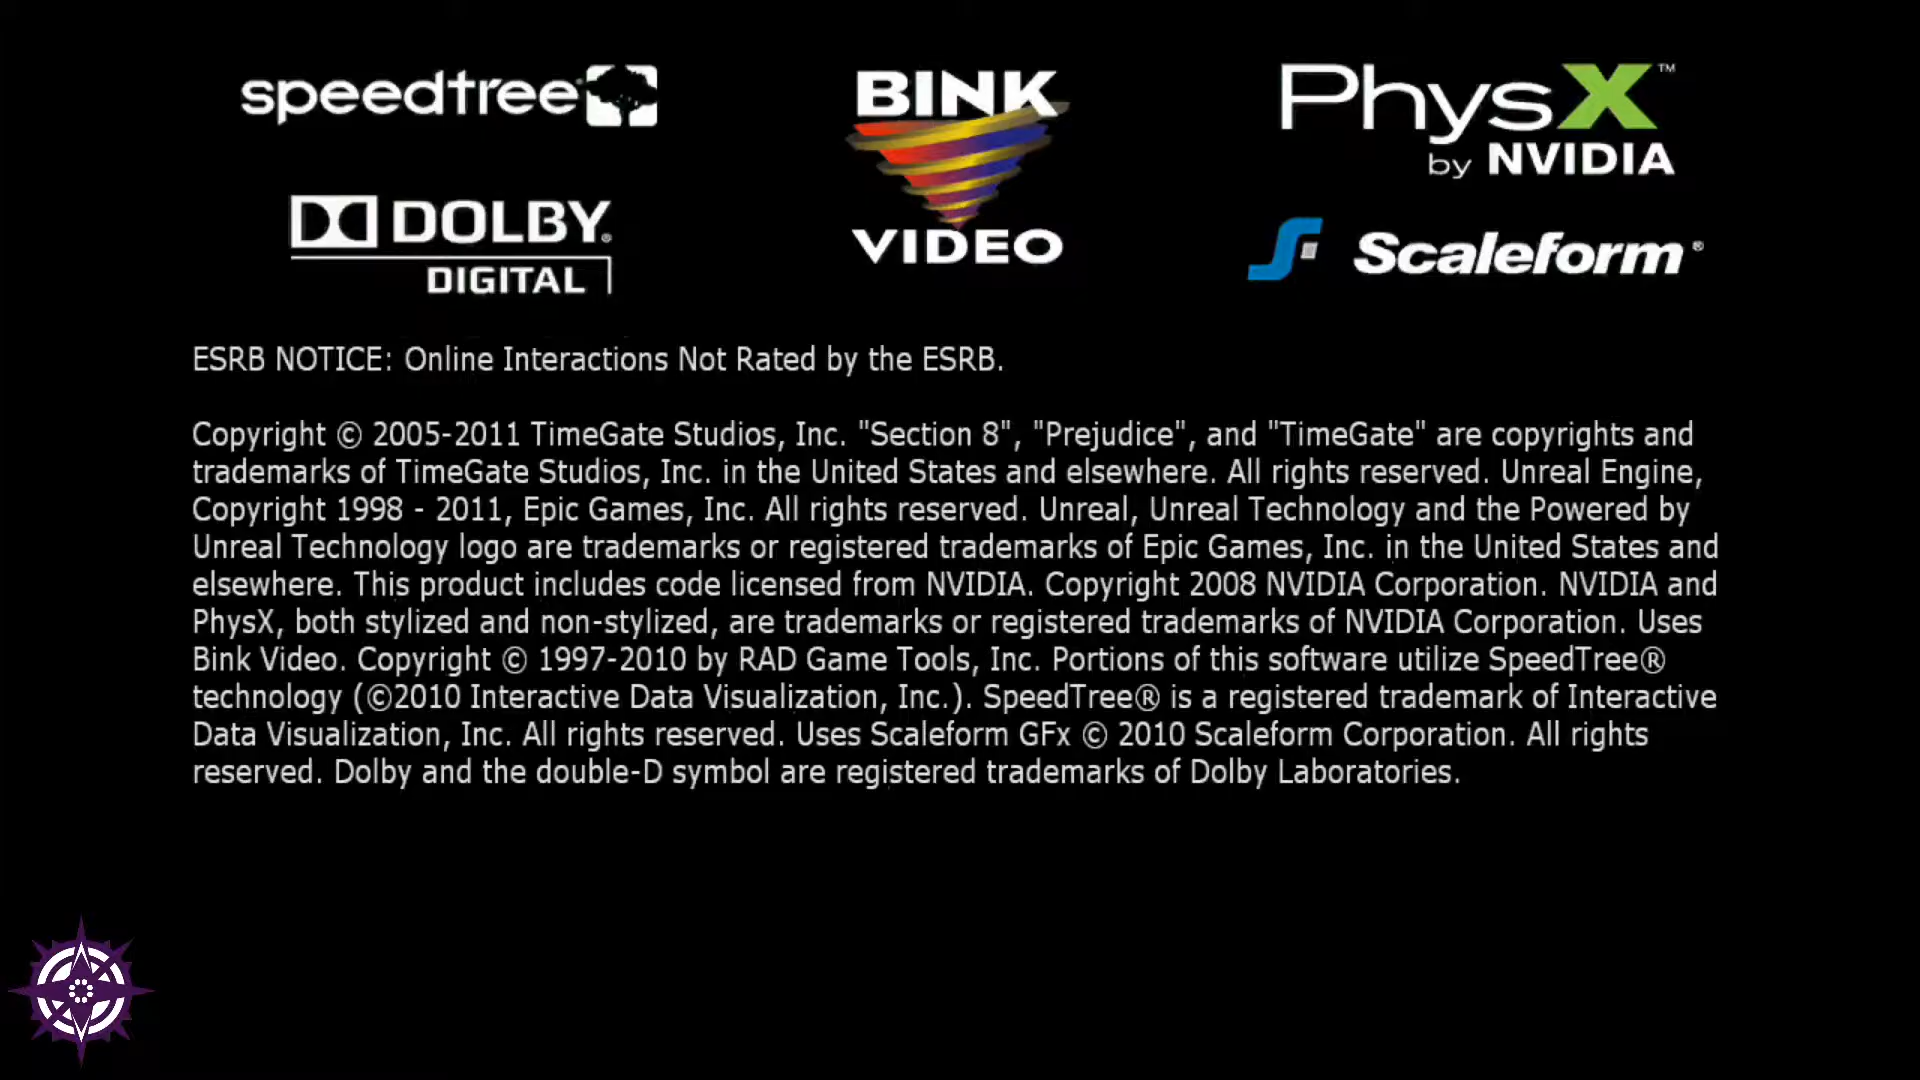 speedtree
BINK
VIDEO
PhysX™
by NVIDIA
DOLBY®
DIGITAL
Scaleform®
ESRB NOTICE: Online Interactions Not Rated by the ESRB.
Copyright © 2005-2011 TimeGate Studios, Inc. "Section 8", "Prejudice", and "TimeGate" are copyrights and
trademarks of TimeGate Studios, Inc. in the United States and elsewhere. All rights reserved. Unreal Engine,
Copyright 1998 - 2011, Epic Games, Inc. All rights reserved. Unreal, Unreal Technology and the Powered by
Unreal Technology logo are trademarks or registered trademarks of Epic Games, Inc. in the United States and
elsewhere. This product includes code licensed from NVIDIA. Copyright 2008 NVIDIA Corporation. NVIDIA and
PhysX, both stylized and non-stylized, are trademarks or registered trademarks of NVIDIA Corporation. Uses
Bink Video. Copyright © 1997-2010 by RAD Game Tools, Inc. Portions of this software utilize SpeedTree®
technology (©2010 Interactive Data Visualization, Inc.). SpeedTree® is a registered trademark of Interactive
Data Visualization, Inc. All rights reserved. Uses Scaleform GFx © 2010 Scaleform Corporation. All rights
reserved. Dolby and the double-D symbol are registered trademarks of Dolby Laboratories.